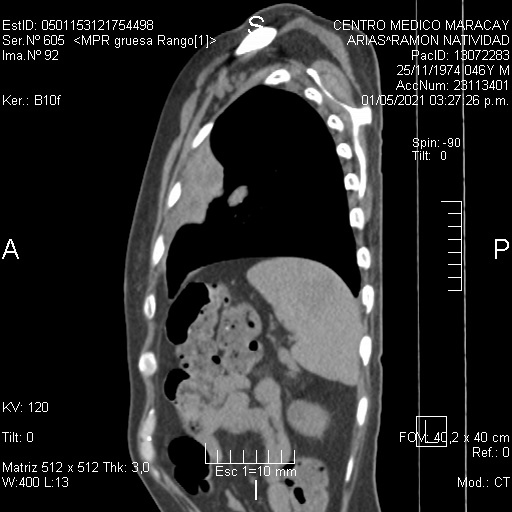 EstID: 0501153121754498
Ser.Nº 605 <MPR gruesa Rango[1]>
Ima.Nº 92
Ker.: B10f
S
CENTRO MEDICO MARACAY
ARIAS^RAMON NATIVIDAD
PacID: 13072283
25/11/1974 046Y M
AccNum: 23113401
01/05/2021 03:27:26 p.m.
Spin: -90
Tilt: 0
A
P
KV: 120
Tilt: 0
Matriz 512 x 512 Thk: 3,0
W:400 L:13
Esc 1=10 mm
I
FOV: 40,2 x 40 cm
Ref.: 0
Mod.: CT